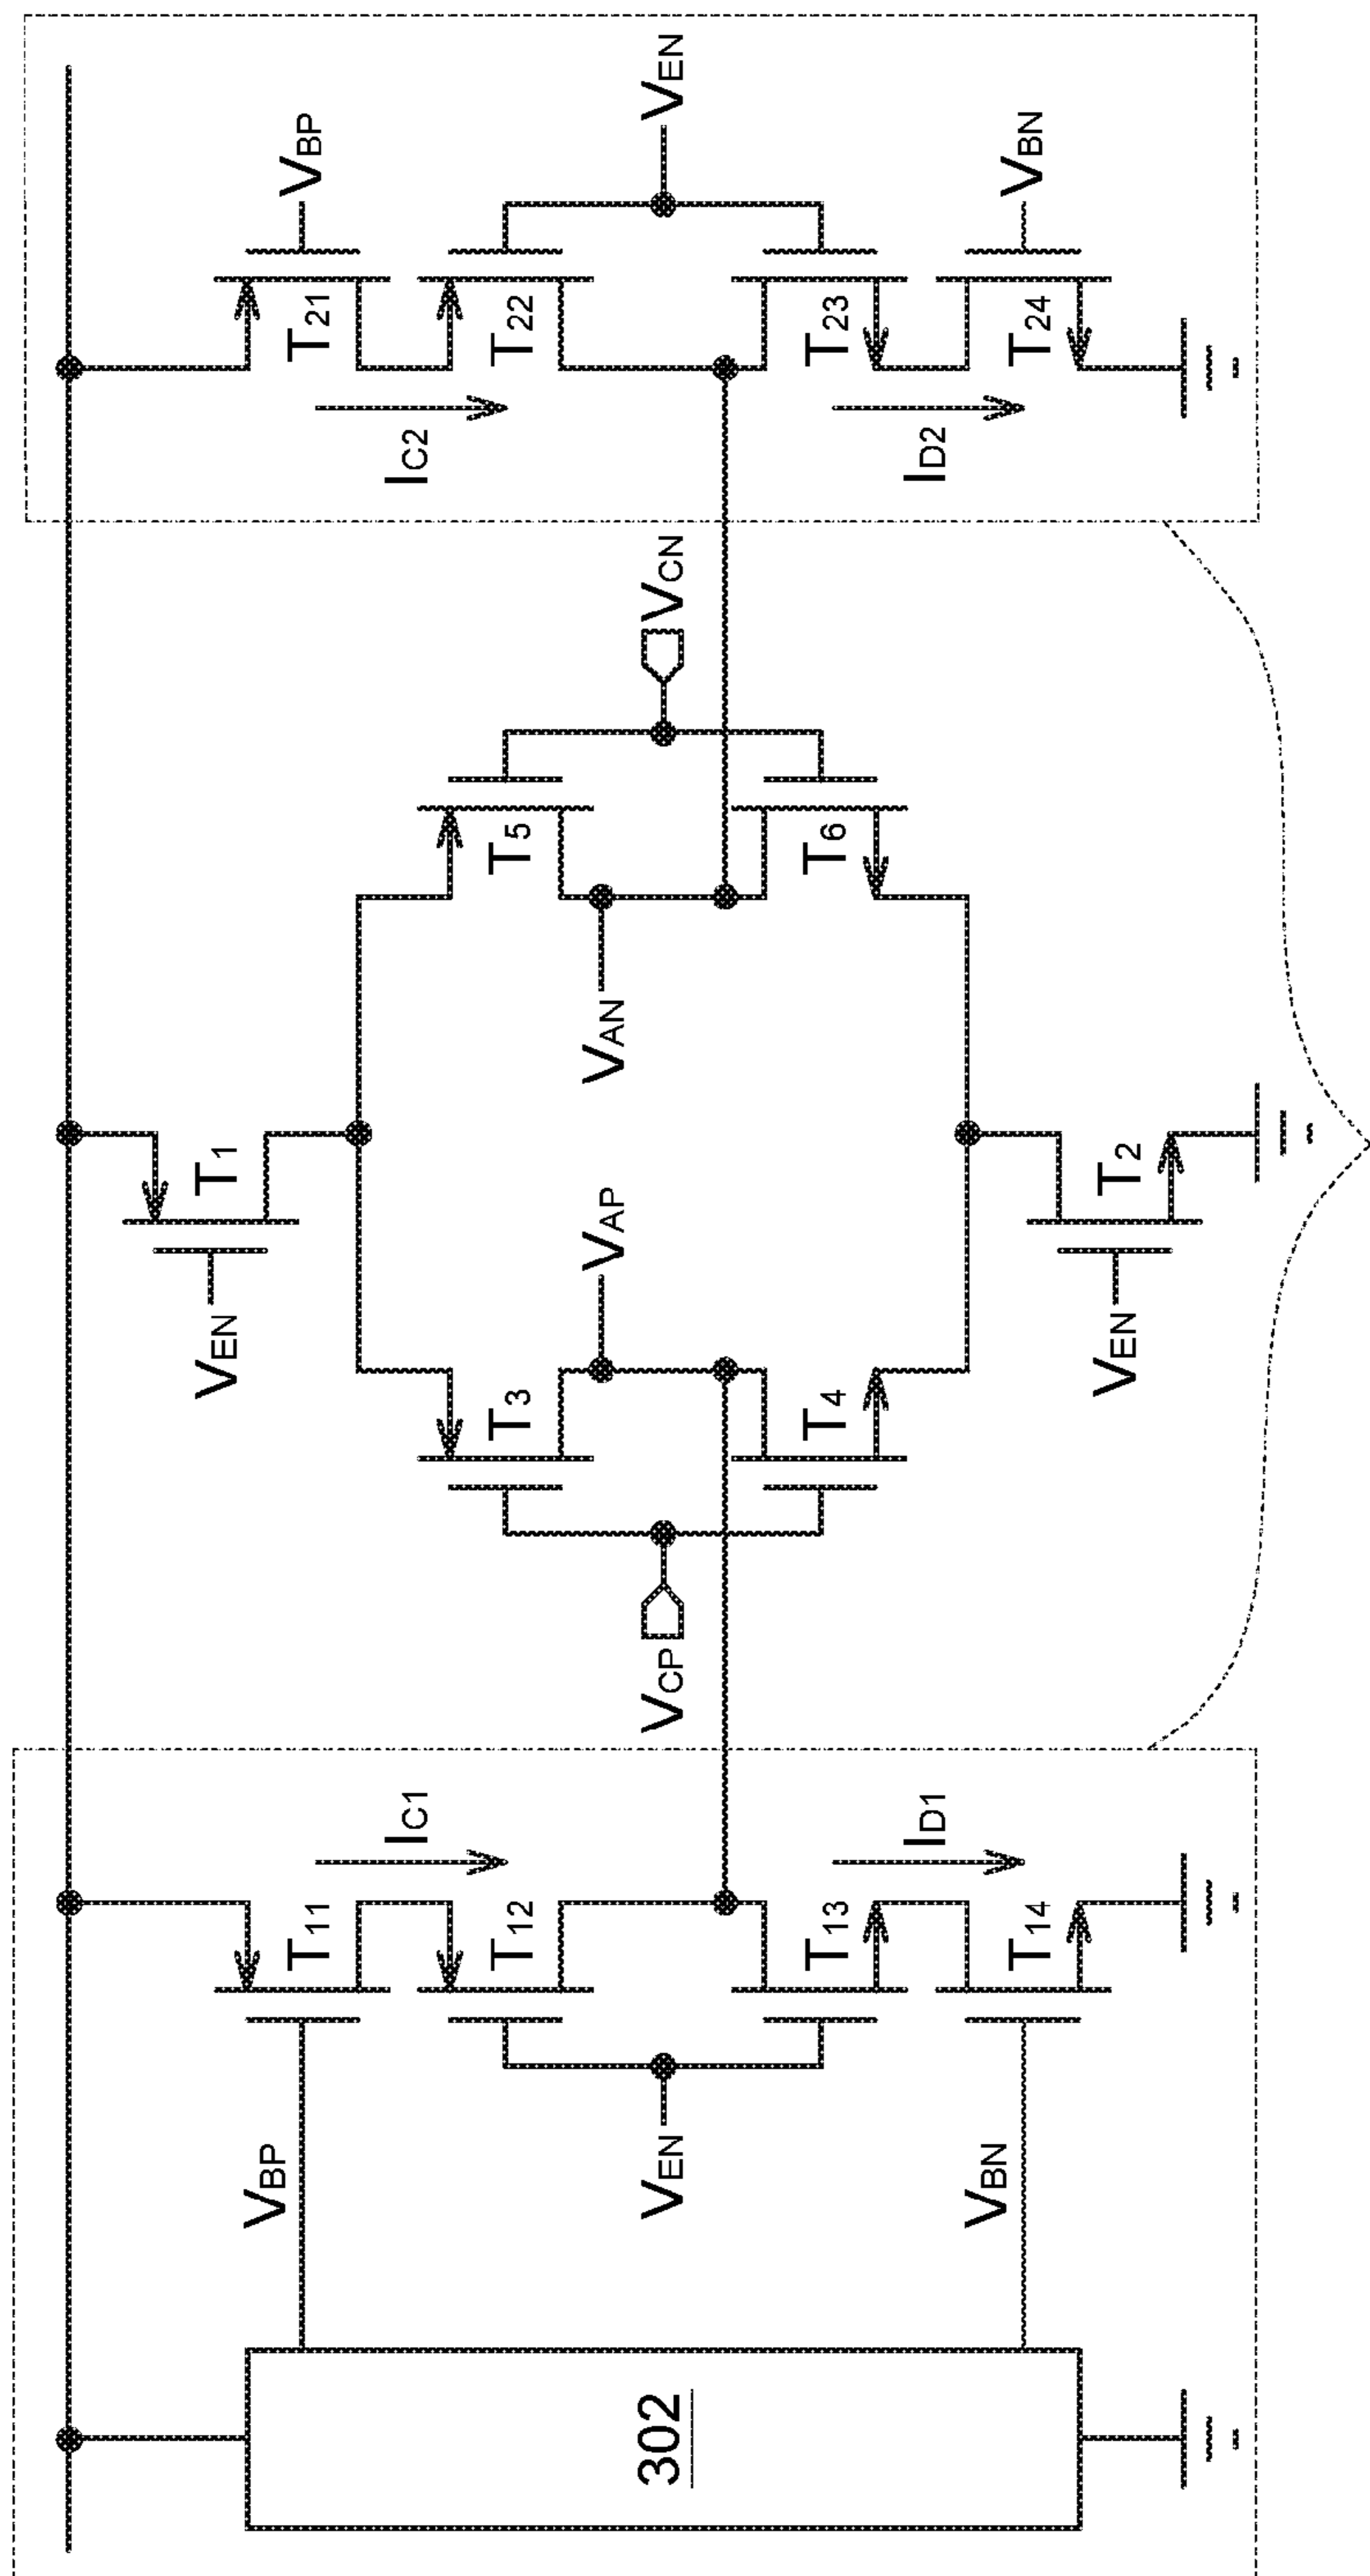 302
VBP
VBN
VEN
T11
T12
T13
T14
IC1
ID1
VCP
T3
T4
VAP
VEN
T1
VEN
T2
VAN
T5
T6
VCN
IC2
ID2
T21
T22
T23
T24
VBP
VEN
VBN